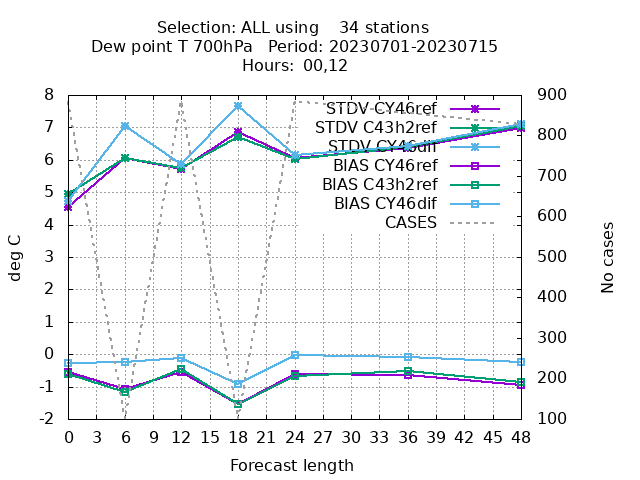 Selection: ALL using    34 stations
Dew point T 700hPa   Period: 20230701-20230715
Hours: 00,12
deg C
No cases
8
7
6
5
4
3
2
1
0
-1
-2
900
800
700
600
500
400
300
200
100
STDV CY46ref
STDV C43h2ref
STDV CY46dif
BIAS CY46ref
BIAS C43h2ref
BIAS CY46dif
CASES
0 3 6 9 12 15 18 21 24 27 30 33 36 39 42 45 48
Forecast length